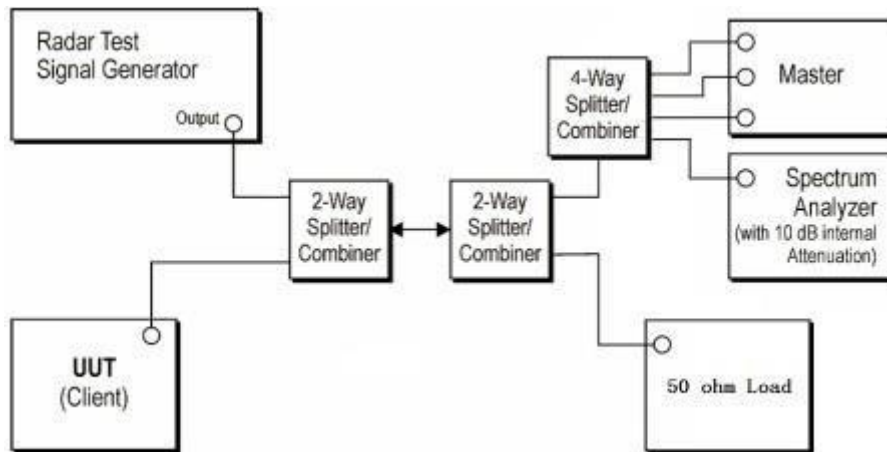 Radar Test
Signal Generator
Output
4-Way
Splitter/
Combiner
Master
2-Way
Splitter/
Combiner
2-Way
Splitter/
Combiner
Spectrum
Analyzer
(with 10 dB internal
Attenuation)
UUT
(Client)
50 ohm Load